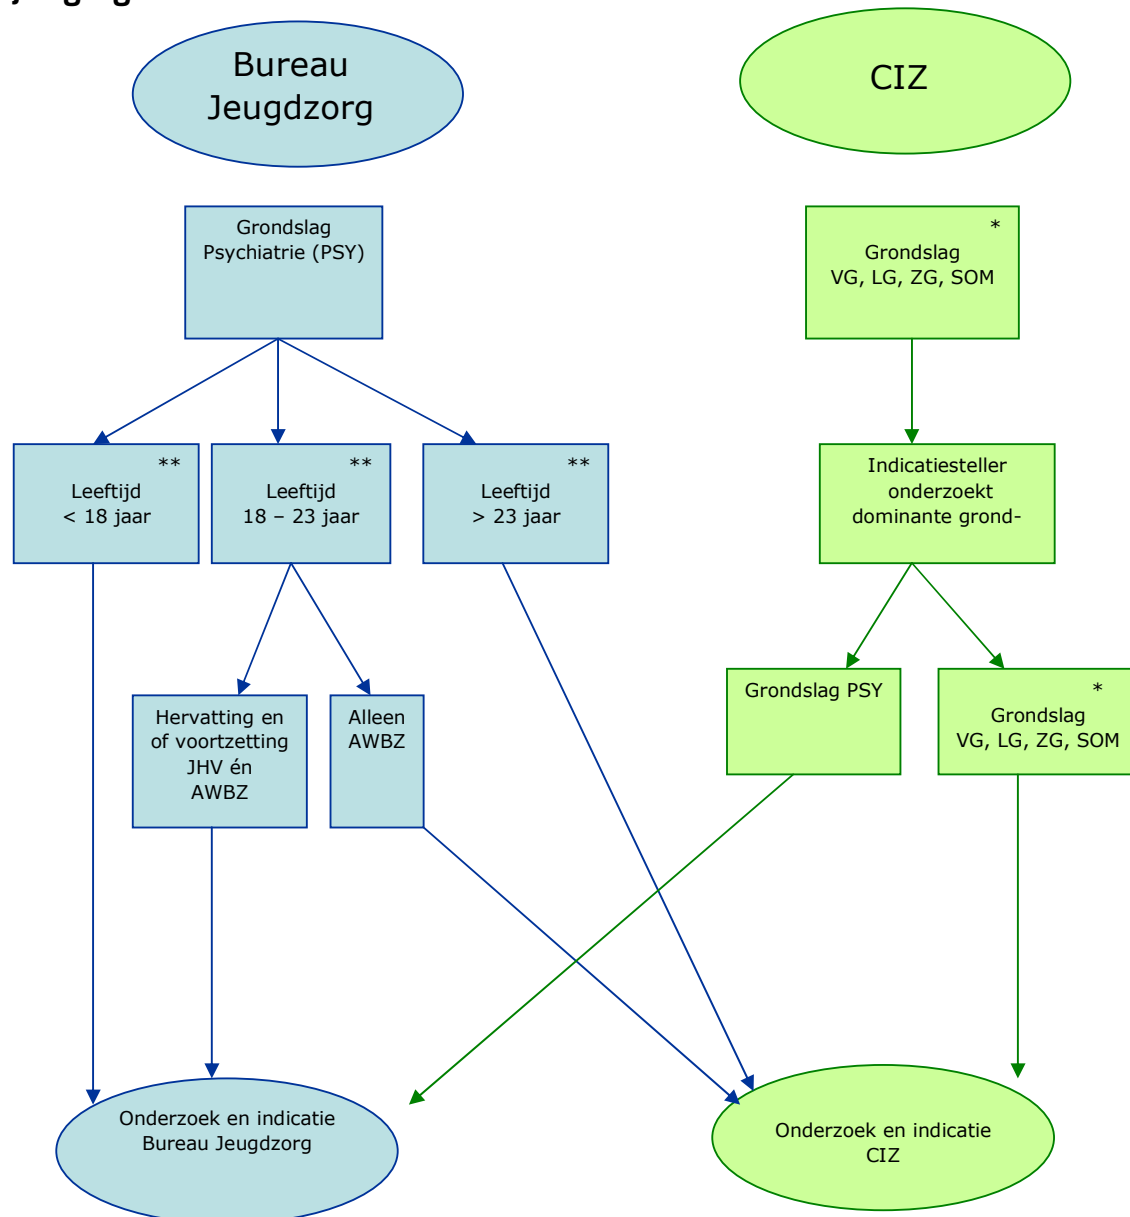 Bureau
Jeugdzorg
CIZ
Grondslag
Psychiatrie (PSY)
*
Grondslag
VG, LG, ZG, SOM
**
Leeftijd
< 18 jaar
**
Leeftijd
18 – 23 jaar
**
Leeftijd
> 23 jaar
Indicatiesteller
onderzoekt
dominante grond-
Hervatting en
of voortzetting
JHV én
AWBZ
Alleen
AWBZ
Grondslag PSY
*
Grondslag
VG, LG, ZG, SOM
Onderzoek en indicatie
Bureau Jeugdzorg
Onderzoek en indicatie
CIZ